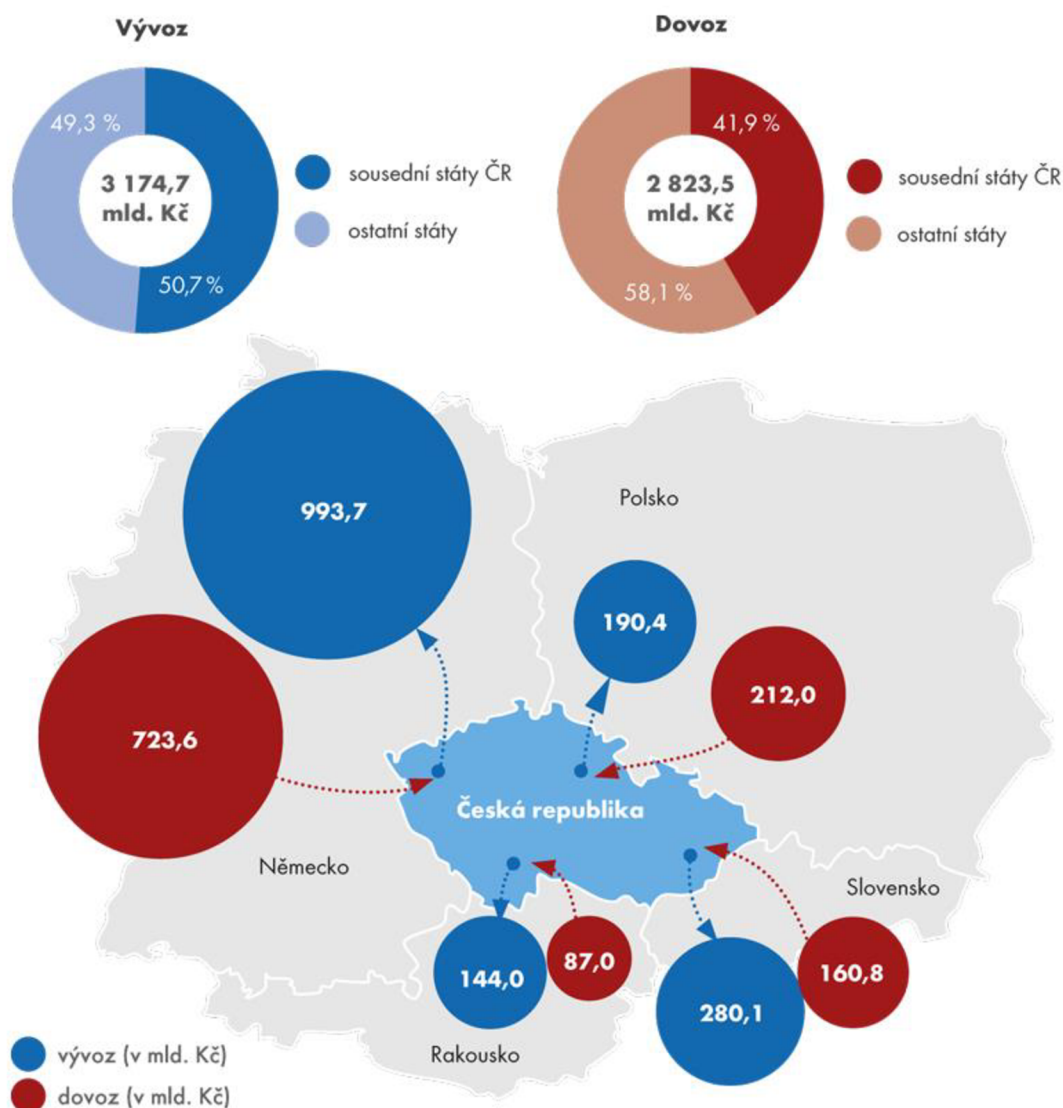 Vývoz
Dovoz
49,3 %
3 174,7
mld. Kč
50,7 %
sousední státy ČR
ostatní státy
41,9 %
2 823,5
mld. Kč
58,1 %
sousední státy ČR
ostatní státy
993,7
Polsko
190,4
212,0
723,6
Česká republika
Německo
Slovensko
144,0
87,0
280,1
160,8
Rakousko
vývoz (v mld. Kč)
dovoz (v mld. Kč)